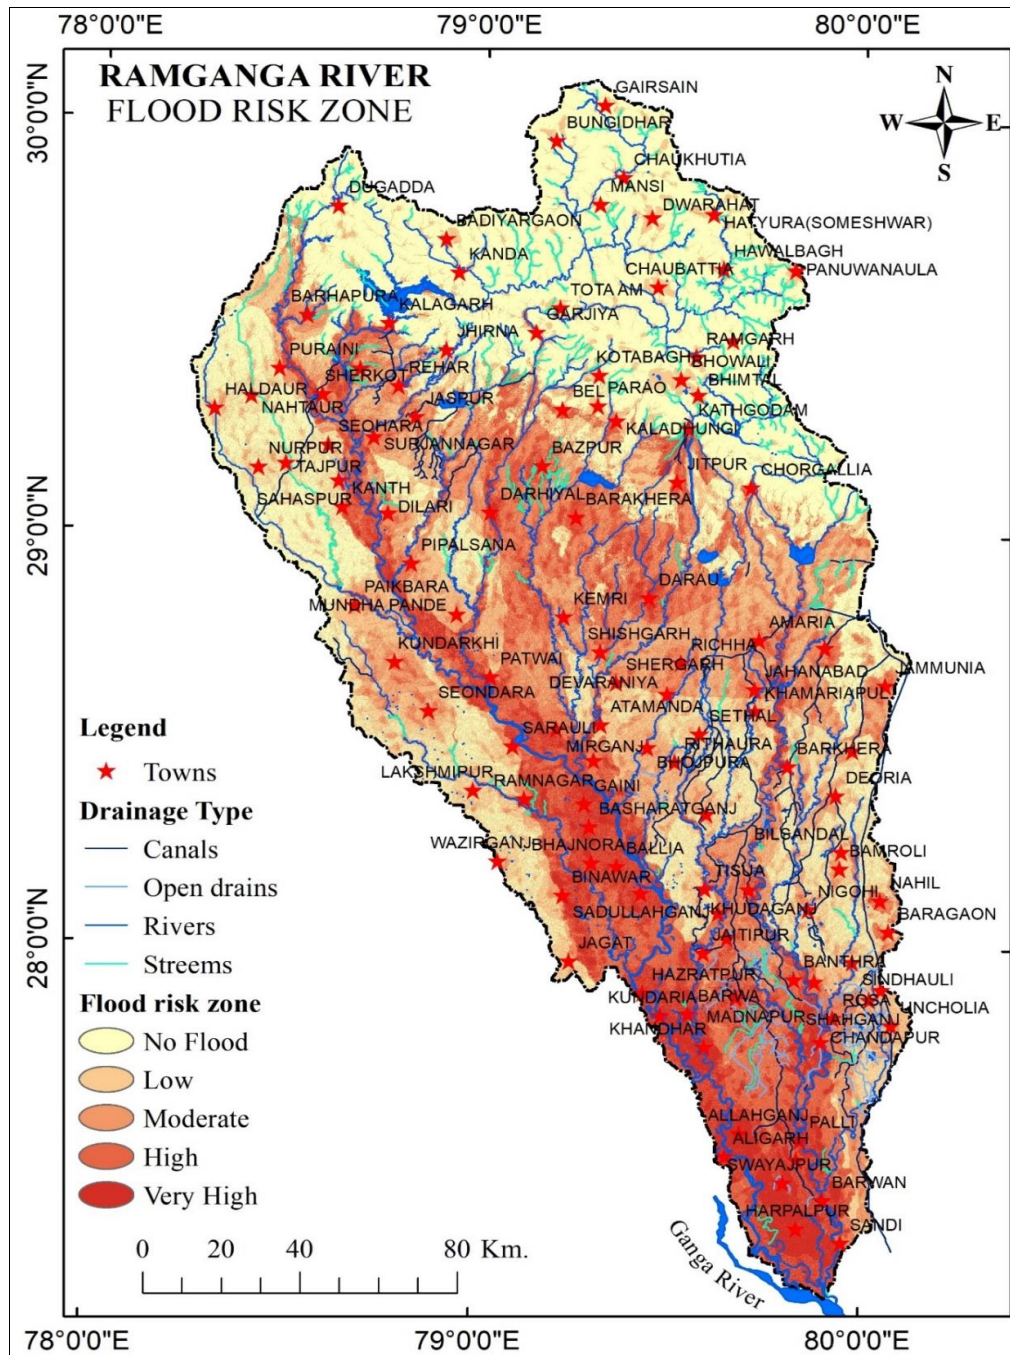 78°0'0"E 79°0'0"E 80°0'0"E
RAMGANGA RIVER
FLOOD RISK ZONE
N
W E
S
30°0'0"N
29°0'0"N
28°0'0"N
GAIRSAIN
BUNGIDHAR
CHAUKHUTIA
DUGADDA
MANSI
DWARAHAT
BADIYARGAON
HATYURA(SOMESHWAR)
KANDA
HAWALBAGH
CHAUBATTIA
PANUWANAULA
TOTAAM
BARHAPURA
KALAGARH
GARJIYA
JHIRNA
RAMGARH
PURAINI
KOTABAGH
BHOWALI
SHERKOT
REHAR
HALDAUR
BEL
PARAO
BHIMTAL
NAHTAUR
JASPUR
KATHGODAM
SEOHARA
KALADHUNGI
NURPUR
SURJANNAGAR
BAZPUR
JITPUR
TAJPUR
CHORGALLIA
SAHASPUR
KANTH
DARHIYAL
BARAKHERA
DILARI
PIPALSANA
PAIKBARA
DARAU
MUNDHA PANDE
KEMRI
AMARIA
KUNDARKHI
SHISHGARH
RICHHA
PATWAI
SHERGARH
JAHANABAD
JAMMUNIA
SEONDARA
DEVARANIYA
KHAMARIAPUL
ATAMANDA
SETHAL
SARAULI
MIRGANJ
RITHAURA
BARKHERA
LAKSHMIPUR
RAMNAGAR
BHOJPURA
DEORIA
GAINI
BASHARATGANJ
BILSANDAL
WAZIRGANJ
BHAJNORA
BALLIA
BAMROLI
BINAWAR
TISUA
NIGOHI
NAHIL
SADULLAHGANJ
KHUDAGANJ
BARAGAON
JAGAT
JAITIPUR
BANTHRA
HAZRATPUR
SINDHAULI
KUNDARIA
BARWA
ROSA
UNCHOLIA
KHANDHAR
MADNAPUR
SHAHGANJ
CHANDAPUR
ALLAHGANJ
PALLI
ALIGARH
SWAYAJPUR
BARWAN
HARPALPUR
SANDI
Ganga River
Legend
Towns
Drainage Type
Canals
Open drains
Rivers
Streems
Flood risk zone
No Flood
Low
Moderate
High
Very High
0 20 40 80 Km.
78°0'0"E 79°0'0"E 80°0'0"E